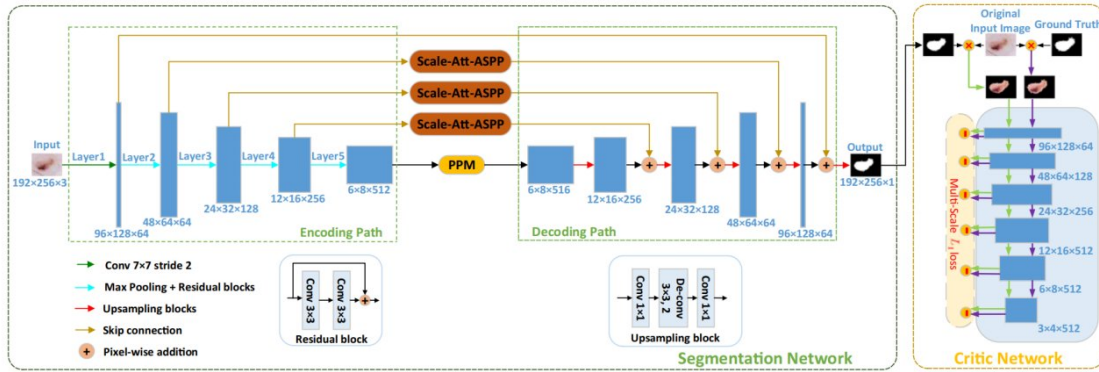 Input
192×256×3
Layer1
Layer2
Layer3
Layer4
Layer5
96×128×64
48×64×64
24×32×128
12×16×256
6×8×512
Encoding Path
Scale-Att-ASPP
Scale-Att-ASPP
Scale-Att-ASPP
PPM
6×8×516
12×16×256
24×32×128
48×64×64
96×128×64
Decoding Path
Output
192×256×1
Conv 7×7 stride 2
Max Pooling + Residual blocks
Upsampling blocks
Skip connection
+ Pixel-wise addition
Conv 3×3
Conv 3×3
+
Residual block
Conv 1×1
De-conv
3×3, 2
Conv 1×1
Upsampling block
Segmentation Network
Original
Input Image
Ground Truth
96×128×64
48×64×128
24×32×256
12×16×512
6×8×512
3×4×512
Multi-Scale L₁ loss
Critic Network